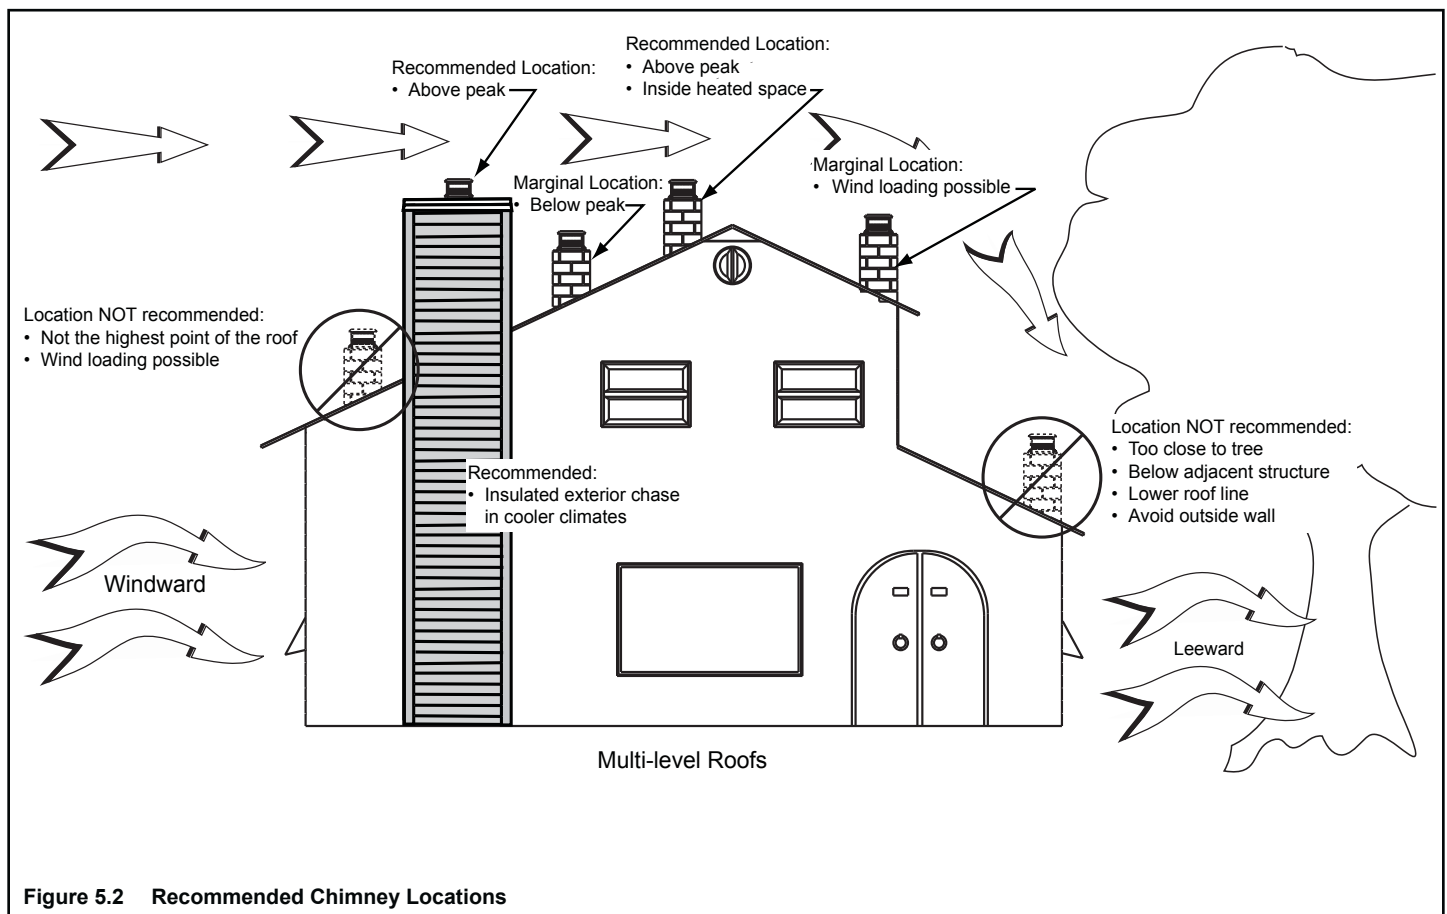 Recommended Location:
• Above peak
Recommended Location:
• Above peak
• Inside heated space
Marginal Location:
• Below peak
Marginal Location:
• Wind loading possible
Location NOT recommended:
• Not the highest point of the roof
• Wind loading possible
Location NOT recommended:
• Too close to tree
• Below adjacent structure
• Lower roof line
• Avoid outside wall
Recommended:
• Insulated exterior chase
in cooler climates
Windward
Leeward
Multi-level Roofs
Figure 5.2 Recommended Chimney Locations